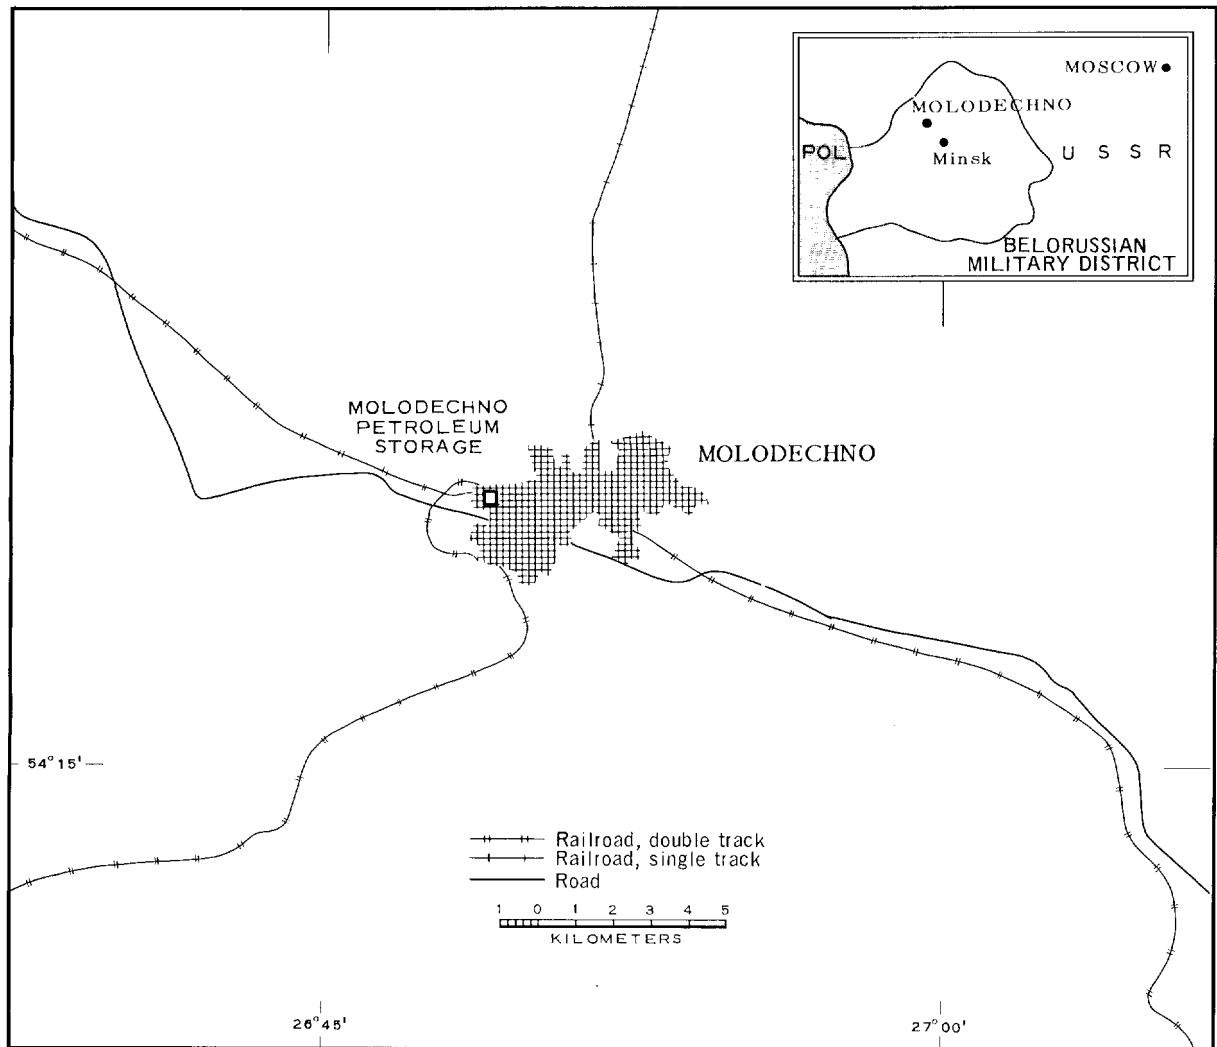 MOSCOW
MOLODECHNO
POL
Minsk
U S S R
BELORUSSIAN
MILITARY DISTRICT
MOLODECHNO
PETROLEUM
STORAGE
MOLODECHNO
54°15'
Railroad, double track
Railroad, single track
Road
1 0 1 2 3 4 5
KILOMETERS
26°45'
27°00'